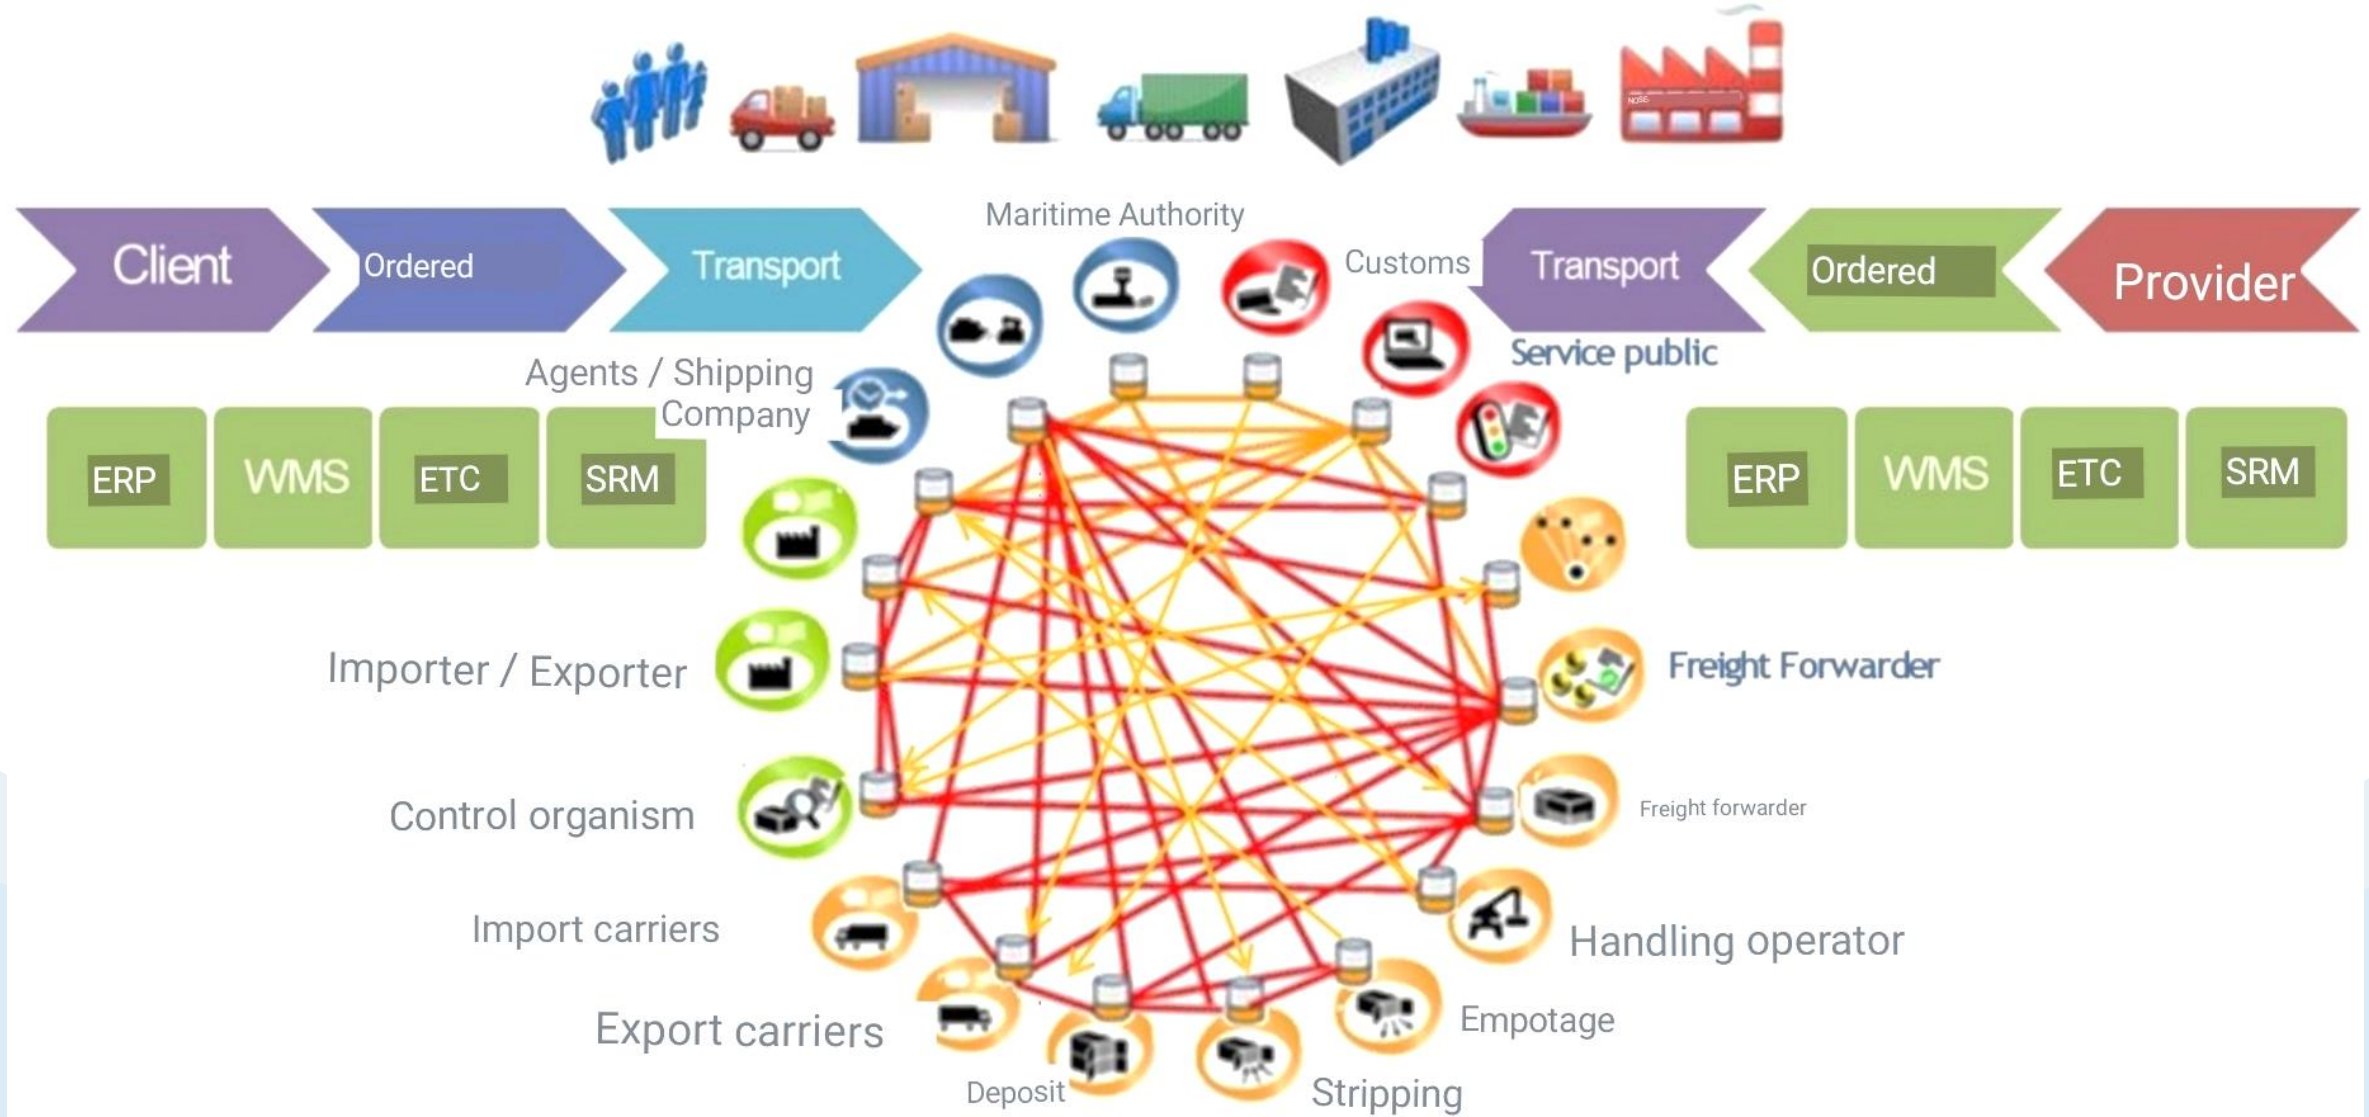 NOSE
Maritime Authority
Client
Ordered
Transport
Customs
Transport
Ordered
Provider
Service public
Agents / Shipping
Company
ERP
WMS
ETC
SRM
ERP
WMS
ETC
SRM
Importer / Exporter
Freight Forwarder
Control organism
Freight forwarder
Import carriers
Handling operator
Export carriers
Empotage
Deposit
Stripping